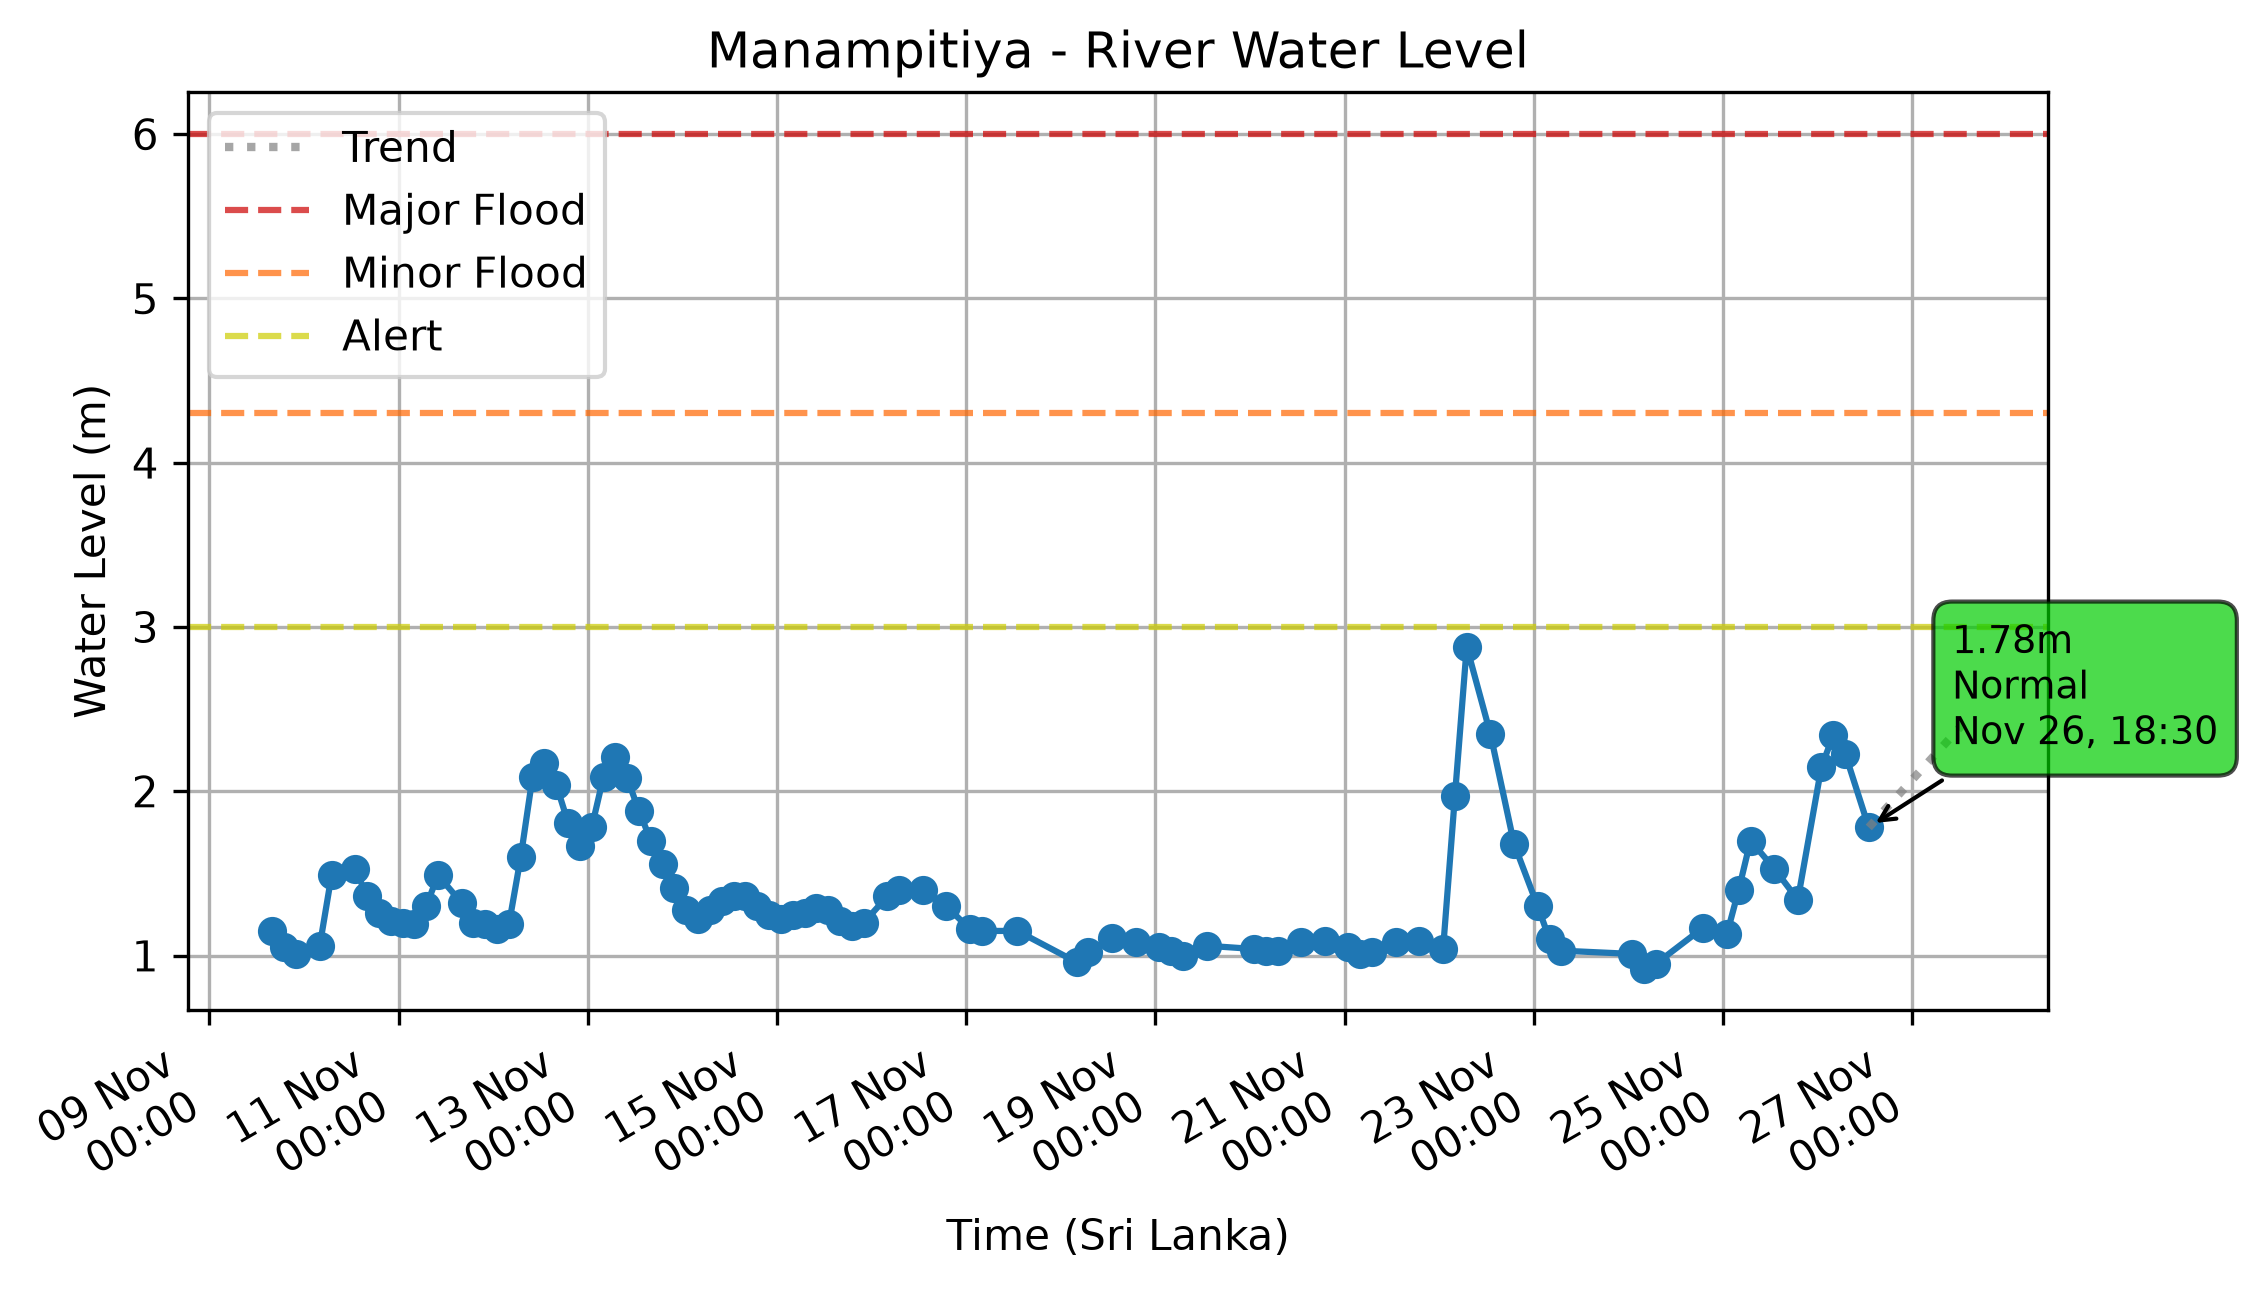 Manampitiya - River Water Level
Trend
Major Flood
Minor Flood
Alert
6
5
4
3
2
1
Water Level (m)
1.78m
Normal
Nov 26, 18:30
09 Nov
00:00
11 Nov
00:00
13 Nov
00:00
15 Nov
00:00
17 Nov
00:00
19 Nov
00:00
21 Nov
00:00
23 Nov
00:00
25 Nov
00:00
27 Nov
00:00
Time (Sri Lanka)